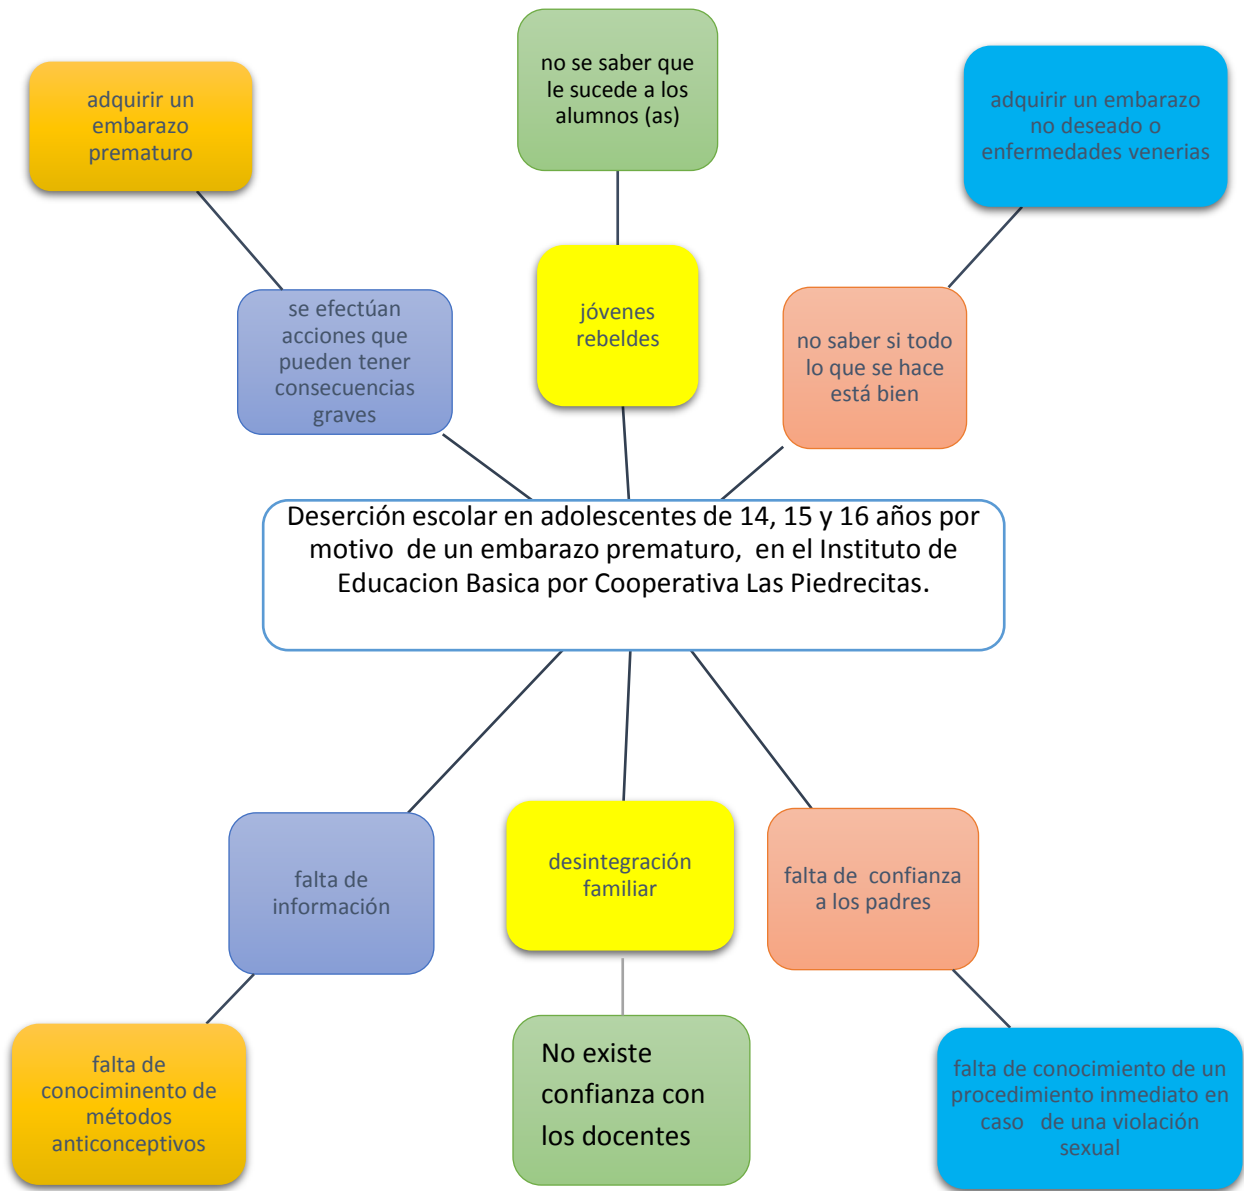 no se saber que
le sucede a los
alumnos (as)
adquirir un
embarazo
prematuro
adquirir un embarazo
no deseado o
enfermedades venerias
se efectúan
acciones que
pueden tener
consecuencias
graves
jóvenes
rebeldes
no saber si todo
lo que se hace
está bien
Deserción escolar en adolescentes de 14, 15 y 16 años por
motivo de un embarazo prematuro, en el Instituto de
Educacion Basica por Cooperativa Las Piedrecitas.
falta de
información
desintegración
familiar
falta de confianza
a los padres
falta de
conociminento de
métodos
anticonceptivos
No existe
confianza con
los docentes
falta de conocimiento de un
procedimiento inmediato en
caso de una violación
sexual